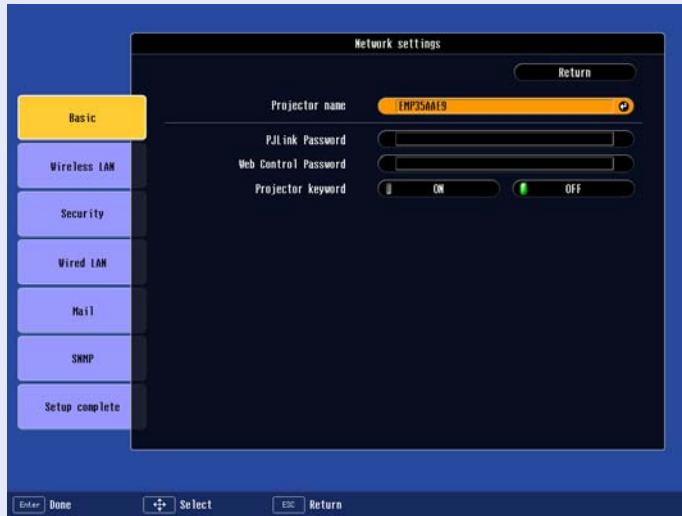 Network settings
Return
Basic
Projector name EMP35AAE9
PJLink Password
Wireless LAN
Web Control Password
Projector keyword ON OFF
Security
Wired LAN
Mail
SNMP
Setup complete
Enter Done Select ESC Return